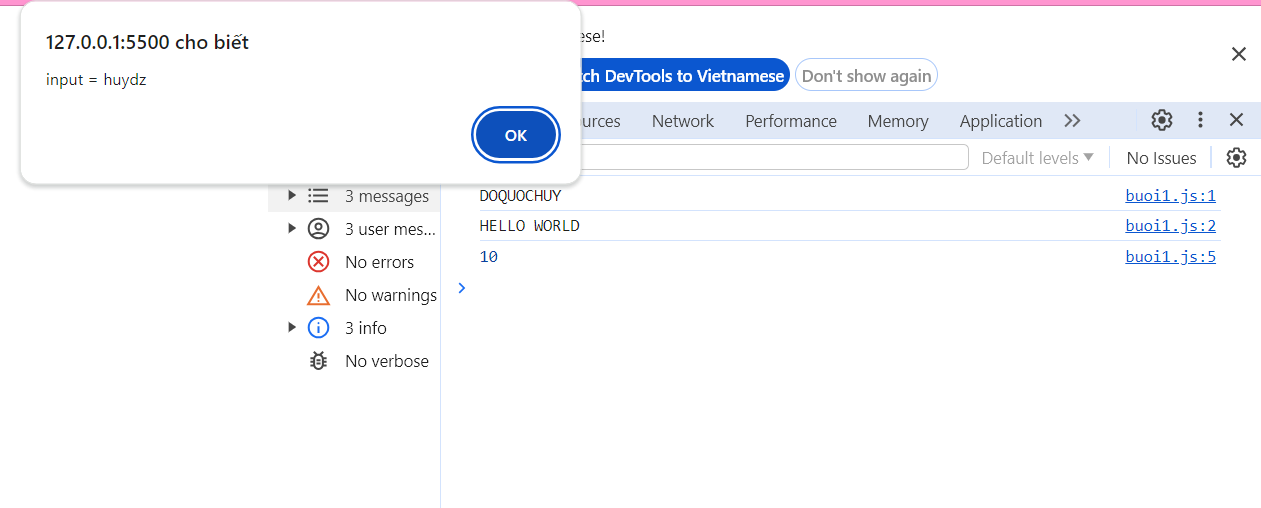 127.0.0.1:5500 cho biết
input = huydz
OK
ese!
tch DevTools to Vietnamese
Don't show again
urces
Network
Performance
Memory
Application
Default levels
No Issues
3 messages
3 user mes...
No errors
No warnings
3 info
No verbose
DOQUOCHUY
buoi1.js:1
HELLO WORLD
buoi1.js:2
10
buoi1.js:5